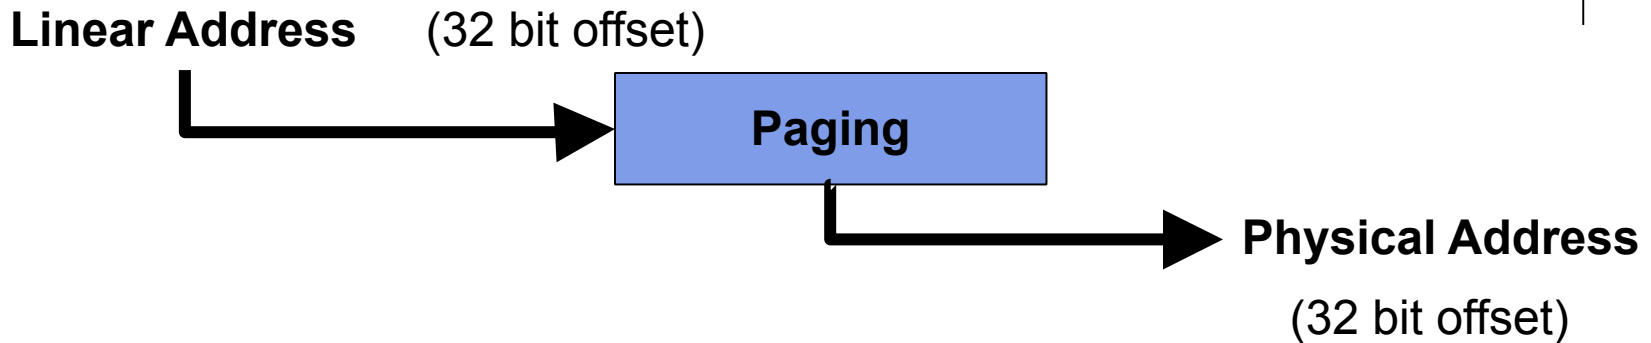 Linear Address (32 bit offset)
Paging
Physical Address
(32 bit offset)